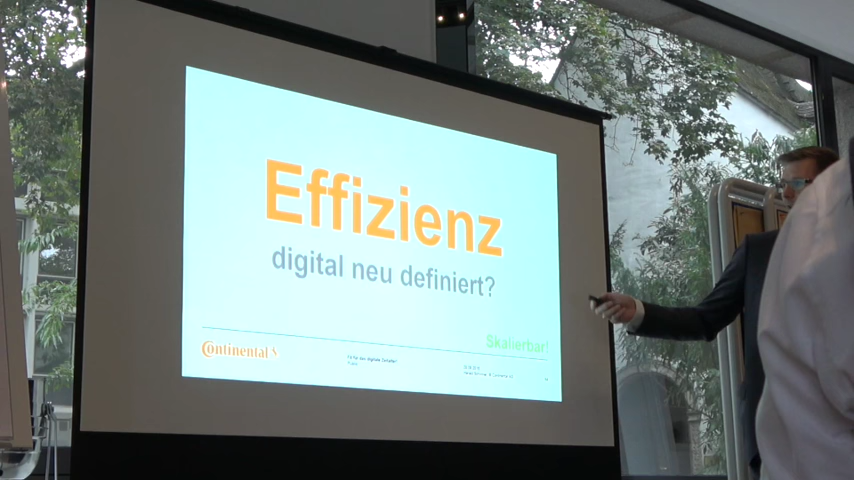 Effizienz
digital neu definiert?
Skalierbar!
Continental